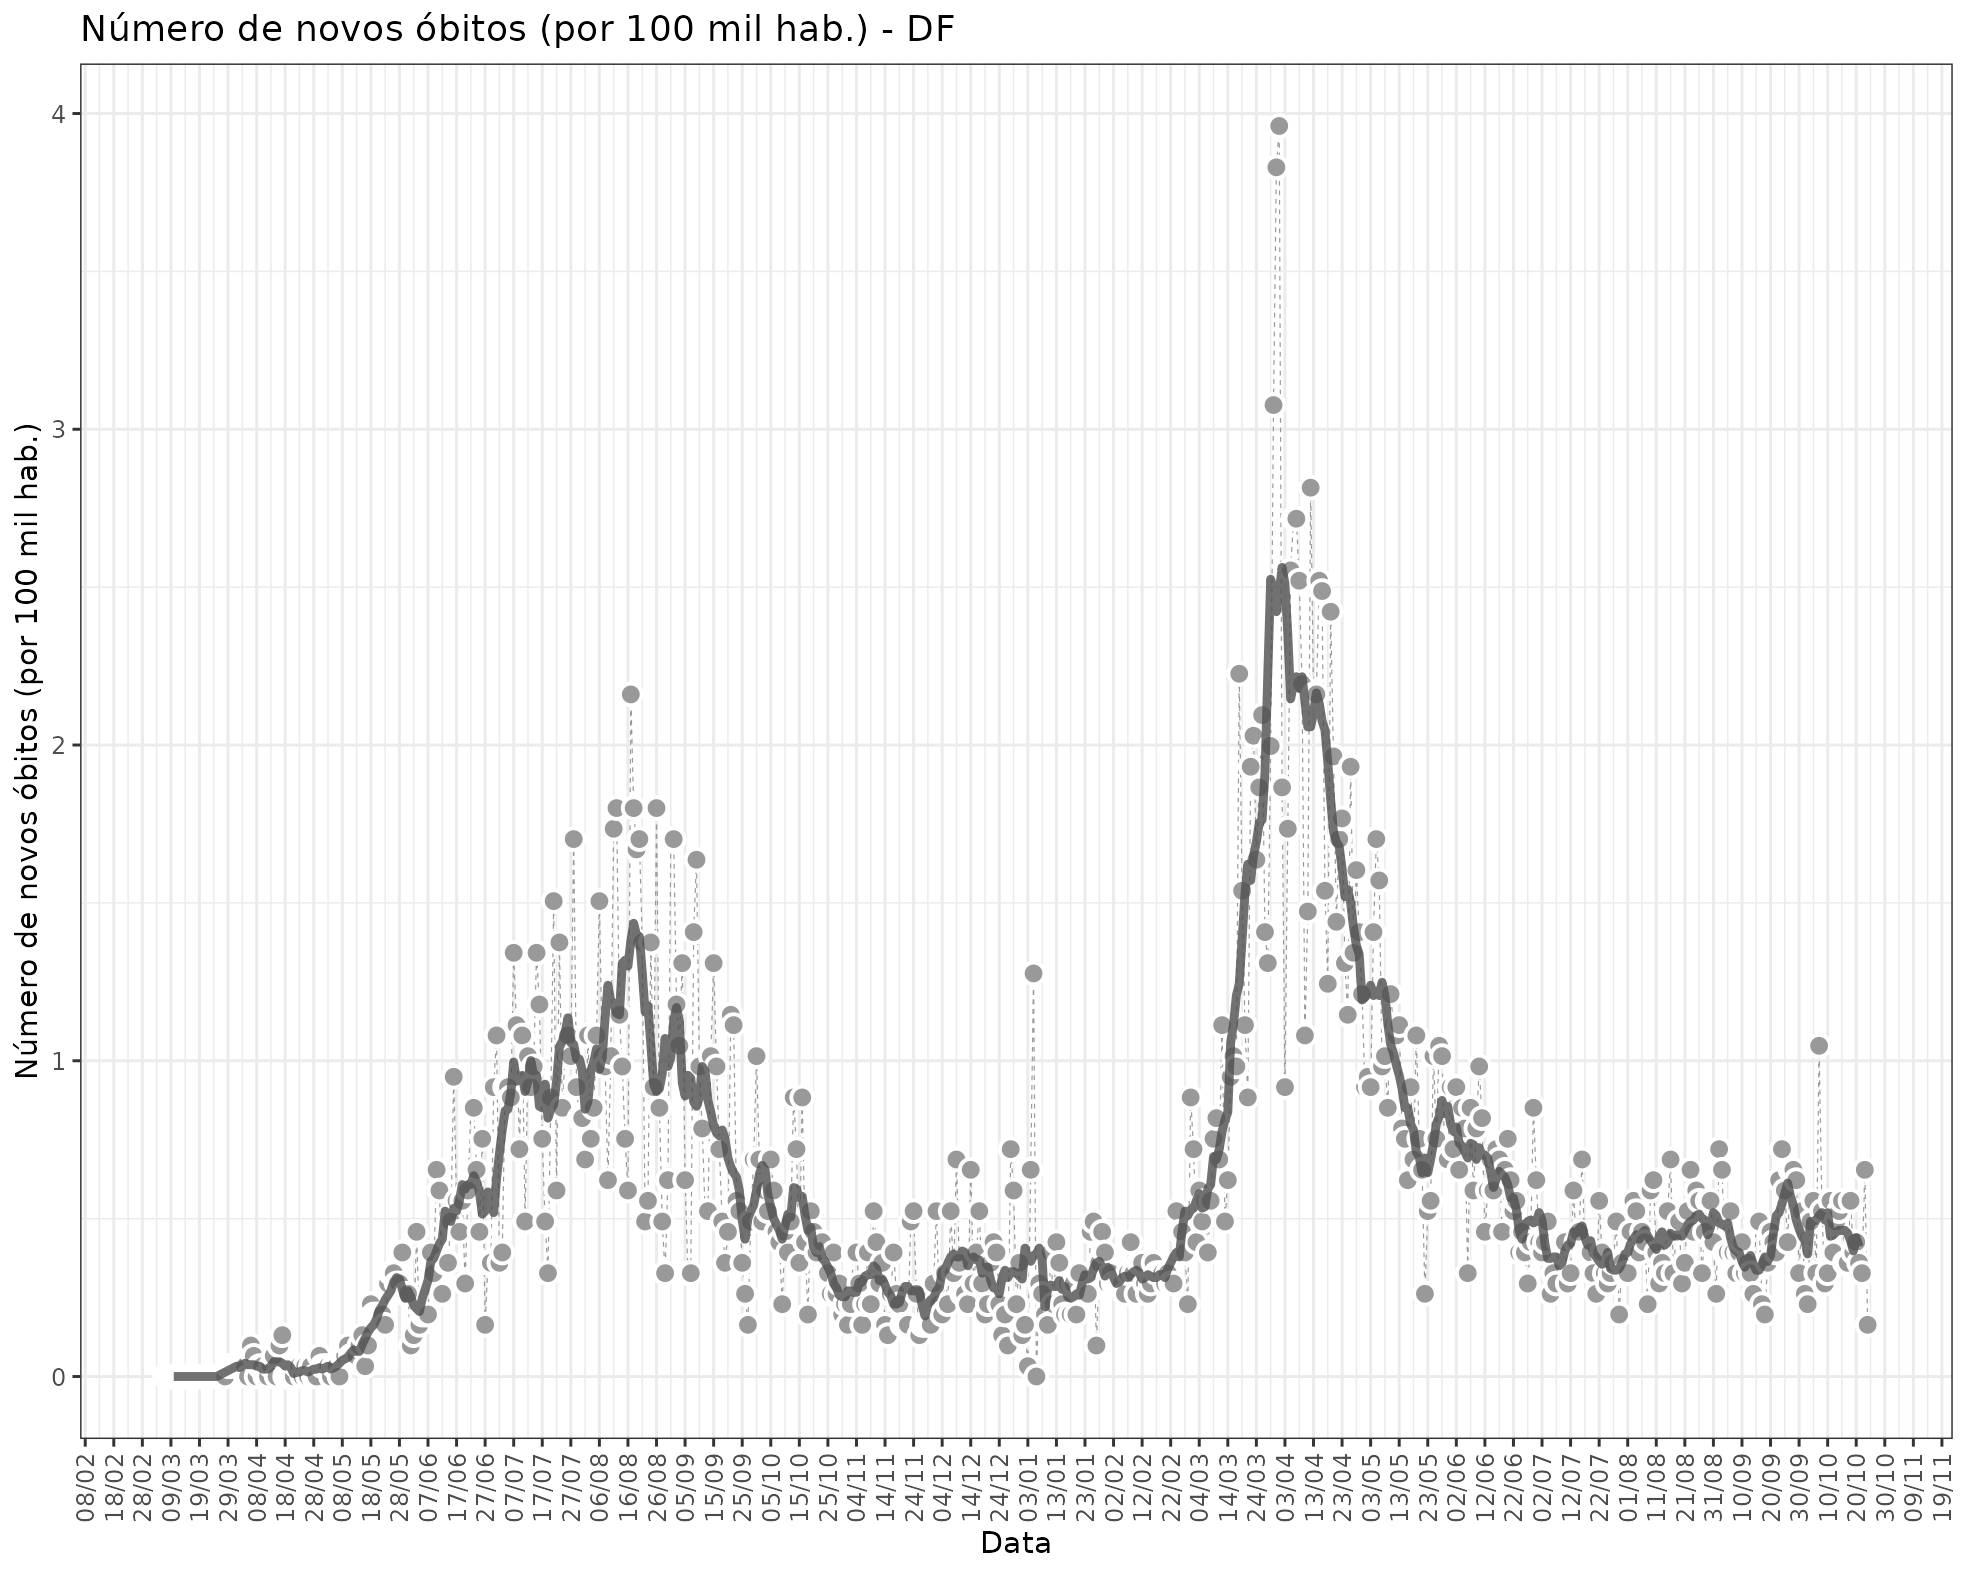 Número de novos óbitos (por 100 mil hab.) - DF
Número de novos óbitos (por 100 mil hab.)
4
3
2
1
0
08/02 18/02 28/02 09/03 19/03 29/03 08/04 18/04 28/04 08/05 18/05 28/05 07/06 17/06 27/06 07/07 17/07 27/07 06/08 16/08 26/08 05/09 15/09 25/09 05/10 15/10 25/10 04/11 14/11 24/11 04/12 14/12 24/12 03/01 13/01 23/01 02/02 12/02 22/02 04/03 14/03 24/03 03/04 13/04 23/04 03/05 13/05 23/05 02/06 12/06 22/06 02/07 12/07 22/07 01/08 11/08 21/08 31/08 10/09 20/09 30/09 10/10 20/10 30/10 09/11 19/11
Data